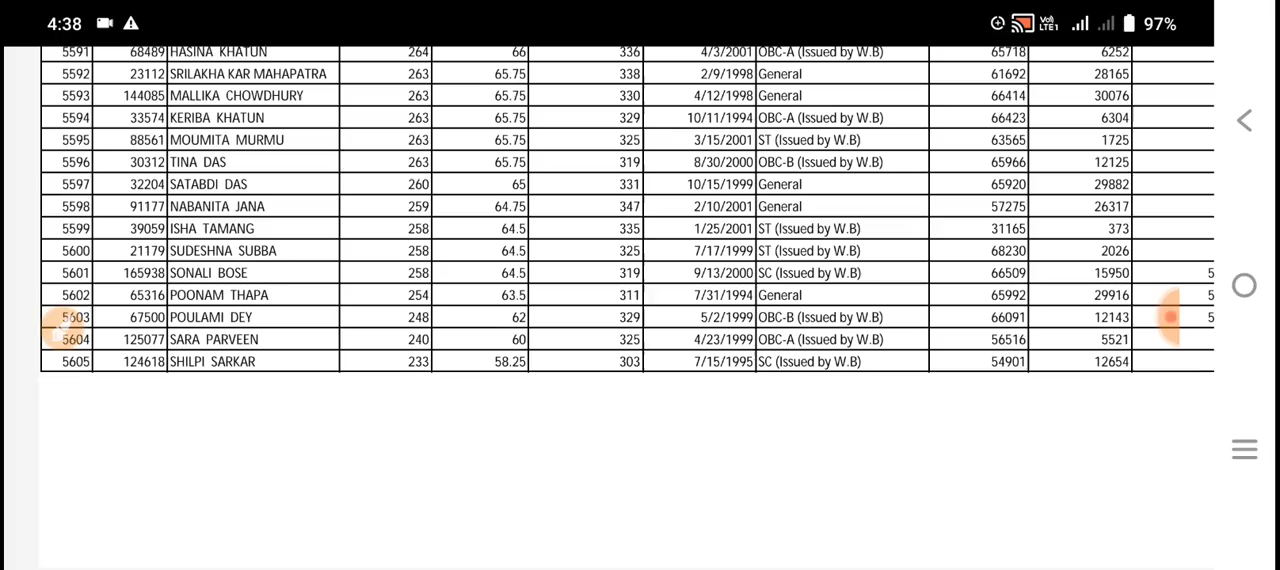 4:38 Vo) LTE1 97%
5591 68489 HASINA KHATUN 264 66 336 4/3/2001 OBC-A (Issued by W.B) 65718 6252
5592 23112 SRILAKHA KAR MAHAPATRA 263 65.75 338 2/9/1998 General 61692 28165
5593 144085 MALLIKA CHOWDHURY 263 65.75 330 4/12/1998 General 66414 30076
5594 33574 KERIBA KHATUN 263 65.75 329 10/11/1994 OBC-A (Issued by W.B) 66423 6304
5595 88561 MOUMITA MURMU 263 65.75 325 3/15/2001 ST (Issued by W.B) 63565 1725
5596 30312 TINA DAS 263 65.75 319 8/30/2000 OBC-B (Issued by W.B) 65966 12125
5597 32204 SATABDI DAS 260 65 331 10/15/1999 General 65920 29882
5598 91177 NABANITA JANA 259 64.75 347 2/10/2001 General 57275 26317
5599 39059 ISHA TAMANG 258 64.5 335 1/25/2001 ST (Issued by W.B) 31165 373
5600 21179 SUDESHNA SUBBA 258 64.5 325 7/17/1999 ST (Issued by W.B) 68230 2026
5601 165938 SONALI BOSE 258 64.5 319 9/13/2000 SC (Issued by W.B) 66509 15950 5
5602 65316 POONAM THAPA 254 63.5 311 7/31/1994 General 65992 29916 5
5603 67500 POULAMI DEY 248 62 329 5/2/1999 OBC-B (Issued by W.B) 66091 12143 5
5604 125077 SARA PARVEEN 240 60 325 4/23/1999 OBC-A (Issued by W.B) 56516 5521
5605 124618 SHILPI SARKAR 233 58.25 303 7/15/1995 SC (Issued by W.B) 54901 12654